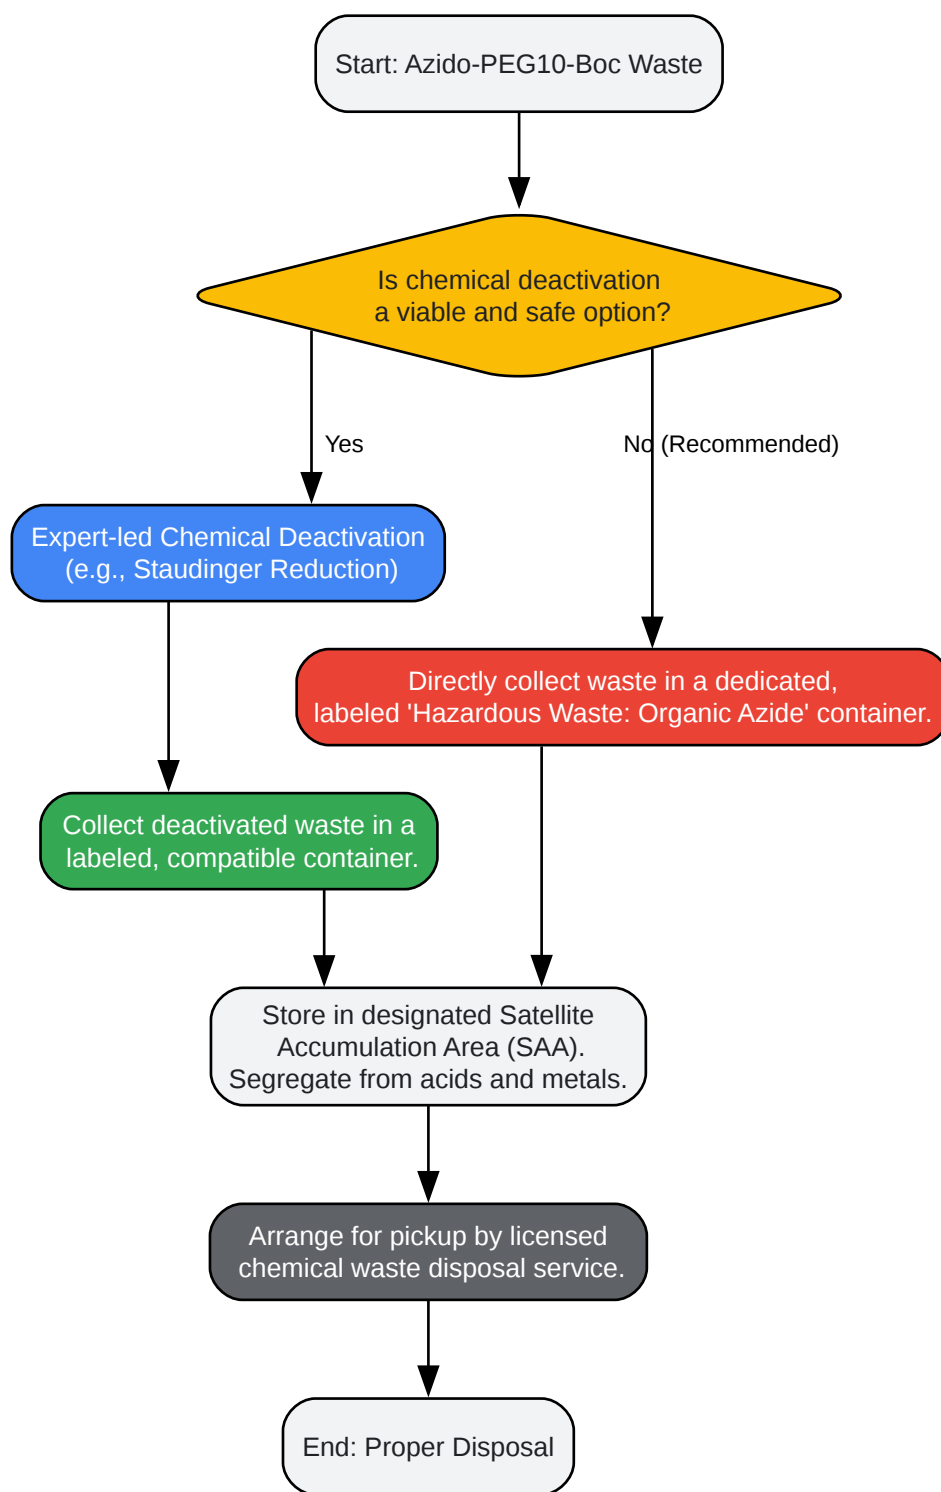 Start: Azido-PEG10-Boc Waste
Is chemical deactivation
a viable and safe option?
Yes
No (Recommended)
Expert-led Chemical Deactivation
(e.g., Staudinger Reduction)
Directly collect waste in a dedicated,
labeled 'Hazardous Waste: Organic Azide' container.
Collect deactivated waste in a
labeled, compatible container.
Store in designated Satellite
Accumulation Area (SAA).
Segregate from acids and metals.
Arrange for pickup by licensed
chemical waste disposal service.
End: Proper Disposal